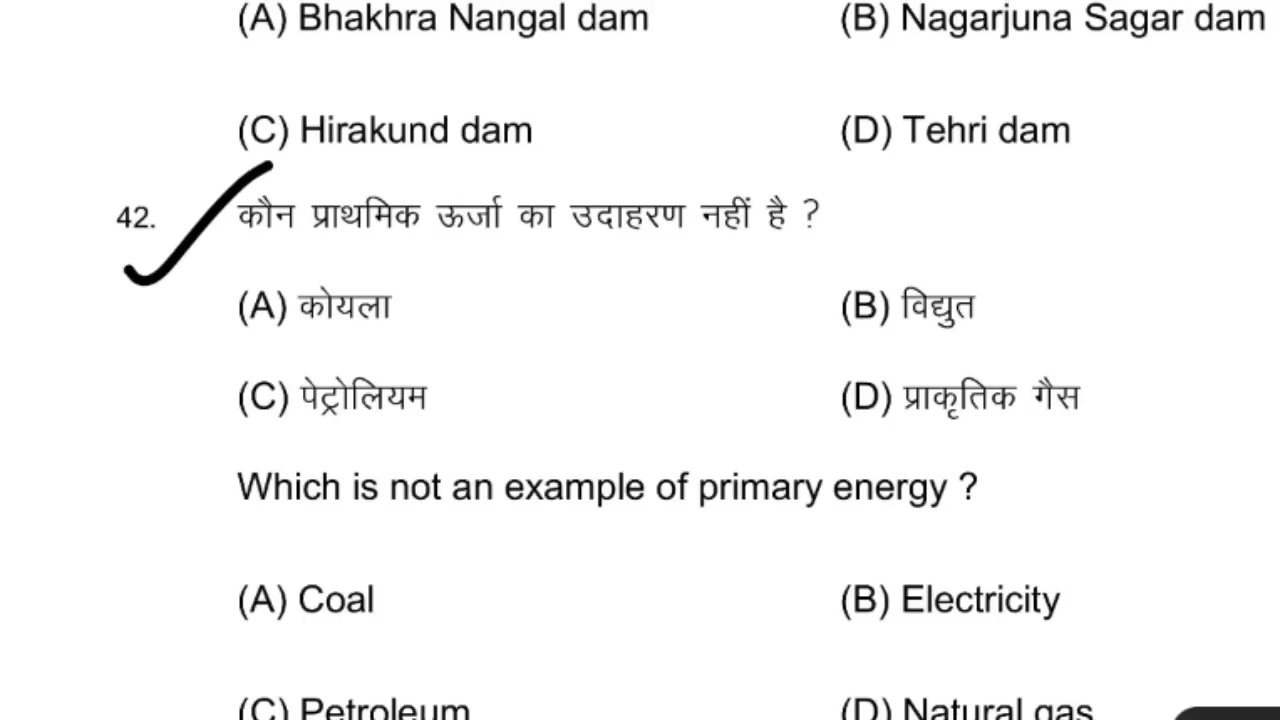 (A) Bhakhra Nangal dam (B) Nagarjuna Sagar dam
(C) Hirakund dam (D) Tehri dam
42. कौन प्राथमिक ऊर्जा का उदाहरण नहीं है ?
(A) कोयला (B) विद्युत
(C) पेट्रोलियम (D) प्राकृतिक गैस
Which is not an example of primary energy ?
(A) Coal (B) Electricity
(C) Petroleum (D) Natural gas